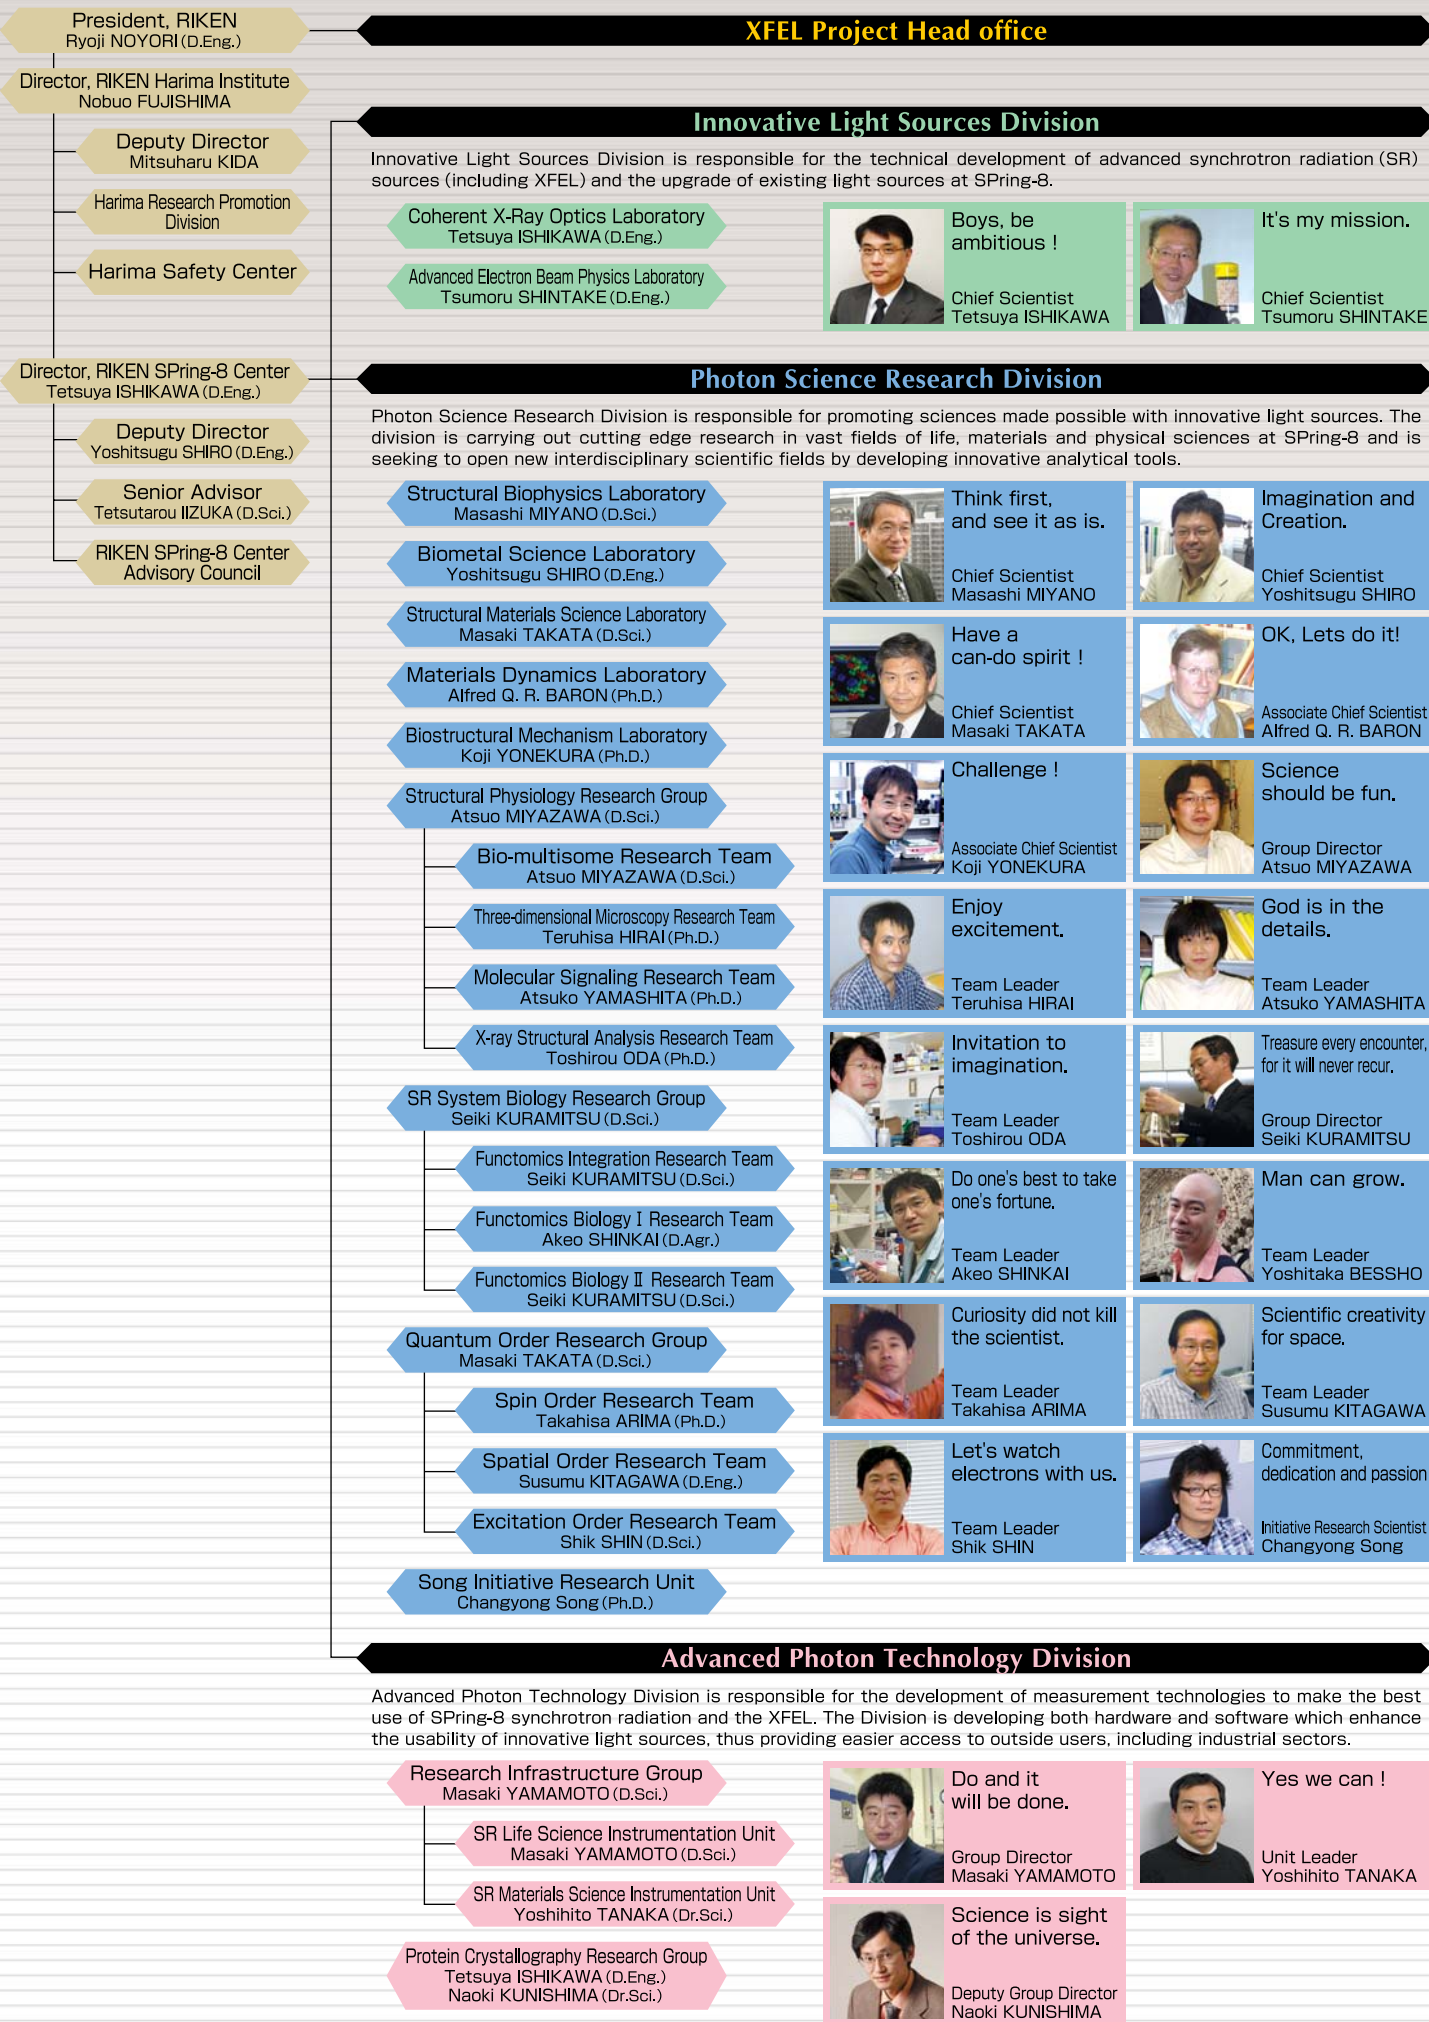 President, RIKEN
Ryoji NOYORI (D.Eng.)
Director, RIKEN Harima Institute
Nobuo FUJISHIMA
Deputy Director
Mitsuharu KIDA
Harima Research Promotion
Division
Harima Safety Center
Director, RIKEN SPring-8 Center
Tetsuya ISHIKAWA (D.Eng.)
Deputy Director
Yoshitsugu SHIRO (D.Eng.)
Senior Advisor
Tetsutarou IIZUKA (D.Sci.)
RIKEN SPring-8 Center
Advisory Council
XFEL Project Head office
Innovative Light Sources Division
Innovative Light Sources Division is responsible for the technical development of advanced synchrotron radiation (SR)
sources (including XFEL) and the upgrade of existing light sources at SPring-8.
Coherent X-Ray Optics Laboratory
Tetsuya ISHIKAWA (D.Eng.)
Advanced Electron Beam Physics Laboratory
Tsumoru SHINTAKE (D.Eng.)
Boys, be
ambitious !
Chief Scientist
Tetsuya ISHIKAWA
It's my mission.
Chief Scientist
Tsumoru SHINTAKE
Photon Science Research Division
Photon Science Research Division is responsible for promoting sciences made possible with innovative light sources. The
division is carrying out cutting edge research in vast fields of life, materials and physical sciences at SPring-8 and is
seeking to open new interdisciplinary scientific fields by developing innovative analytical tools.
Structural Biophysics Laboratory
Masashi MIYANO (D.Sci.)
Biometal Science Laboratory
Yoshitsugu SHIRO (D.Eng.)
Structural Materials Science Laboratory
Masaki TAKATA (D.Sci.)
Materials Dynamics Laboratory
Alfred Q. R. BARON (Ph.D.)
Biostructural Mechanism Laboratory
Koji YONEKURA (Ph.D.)
Structural Physiology Research Group
Atsuo MIYAZAWA (D.Sci.)
Bio-multisome Research Team
Atsuo MIYAZAWA (D.Sci.)
Three-dimensional Microscopy Research Team
Teruhisa HIRAI (Ph.D.)
Molecular Signaling Research Team
Atsuko YAMASHITA (Ph.D.)
X-ray Structural Analysis Research Team
Toshirou ODA (Ph.D.)
SR System Biology Research Group
Seiki KURAMITSU (D.Sci.)
Functomics Integration Research Team
Seiki KURAMITSU (D.Sci.)
Functomics Biology I Research Team
Akeo SHINKAI (D.Agr.)
Functomics Biology II Research Team
Seiki KURAMITSU (D.Sci.)
Quantum Order Research Group
Masaki TAKATA (D.Sci.)
Spin Order Research Team
Takahisa ARIMA (Ph.D.)
Spatial Order Research Team
Susumu KITAGAWA (D.Eng.)
Excitation Order Research Team
Shik SHIN (D.Sci.)
Song Initiative Research Unit
Changyong Song (Ph.D.)
Think first,
and see it as is.
Chief Scientist
Masashi MIYANO
Imagination and
Creation.
Chief Scientist
Yoshitsugu SHIRO
Have a
can-do spirit !
Chief Scientist
Masaki TAKATA
OK, Lets do it!
Associate Chief Scientist
Alfred Q. R. BARON
Challenge !
Associate Chief Scientist
Koji YONEKURA
Science
should be fun.
Group Director
Atsuo MIYAZAWA
Enjoy
excitement.
Team Leader
Teruhisa HIRAI
God is in the
details.
Team Leader
Atsuko YAMASHITA
Invitation to
imagination.
Team Leader
Toshirou ODA
Treasure every encounter,
for it will never recur.
Group Director
Seiki KURAMITSU
Do one's best to take
one's fortune.
Team Leader
Akeo SHINKAI
Man can grow.
Team Leader
Yoshitaka BESSHO
Curiosity did not kill
the scientist.
Team Leader
Takahisa ARIMA
Scientific creativity
for space.
Team Leader
Susumu KITAGAWA
Let's watch
electrons with us.
Team Leader
Shik SHIN
Commitment,
dedication and passion
Initiative Research Scientist
Changyong Song
Advanced Photon Technology Division
Advanced Photon Technology Division is responsible for the development of measurement technologies to make the best
use of SPring-8 synchrotron radiation and the XFEL. The Division is developing both hardware and software which enhance
the usability of innovative light sources, thus providing easier access to outside users, including industrial sectors.
Research Infrastructure Group
Masaki YAMAMOTO (D.Sci.)
SR Life Science Instrumentation Unit
Masaki YAMAMOTO (D.Sci.)
SR Materials Science Instrumentation Unit
Yoshihito TANAKA (Dr.Sci.)
Protein Crystallography Research Group
Tetsuya ISHIKAWA (D.Eng.)
Naoki KUNISHIMA (Dr.Sci.)
Do and it
will be done.
Group Director
Masaki YAMAMOTO
Yes we can !
Unit Leader
Yoshihito TANAKA
Science is sight
of the universe.
Deputy Group Director
Naoki KUNISHIMA